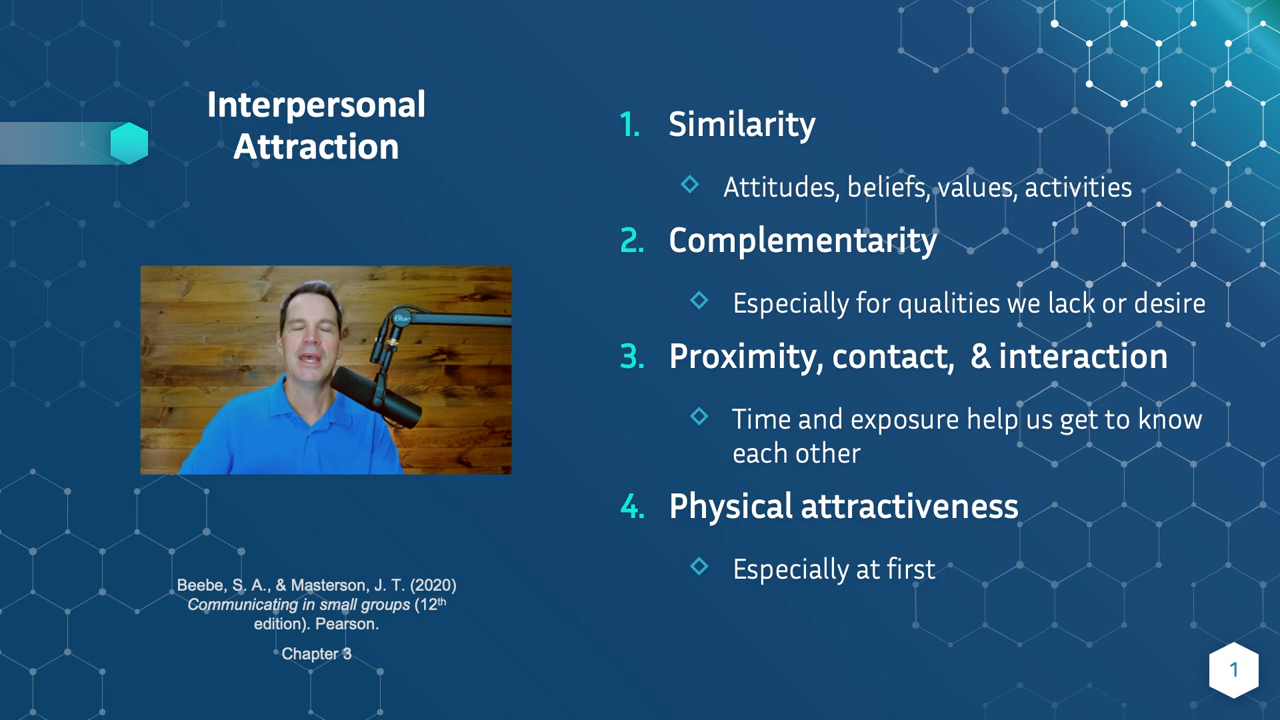 Interpersonal
Attraction
1. Similarity
Attitudes, beliefs, values, activities
2. Complementarity
Especially for qualities we lack or desire
3. Proximity, contact, & interaction
Time and exposure help us get to know
each other
4. Physical attractiveness
Especially at first
Beebe, S. A., & Masterson, J. T. (2020)
Communicating in small groups (12th
edition). Pearson.
Chapter 3
1